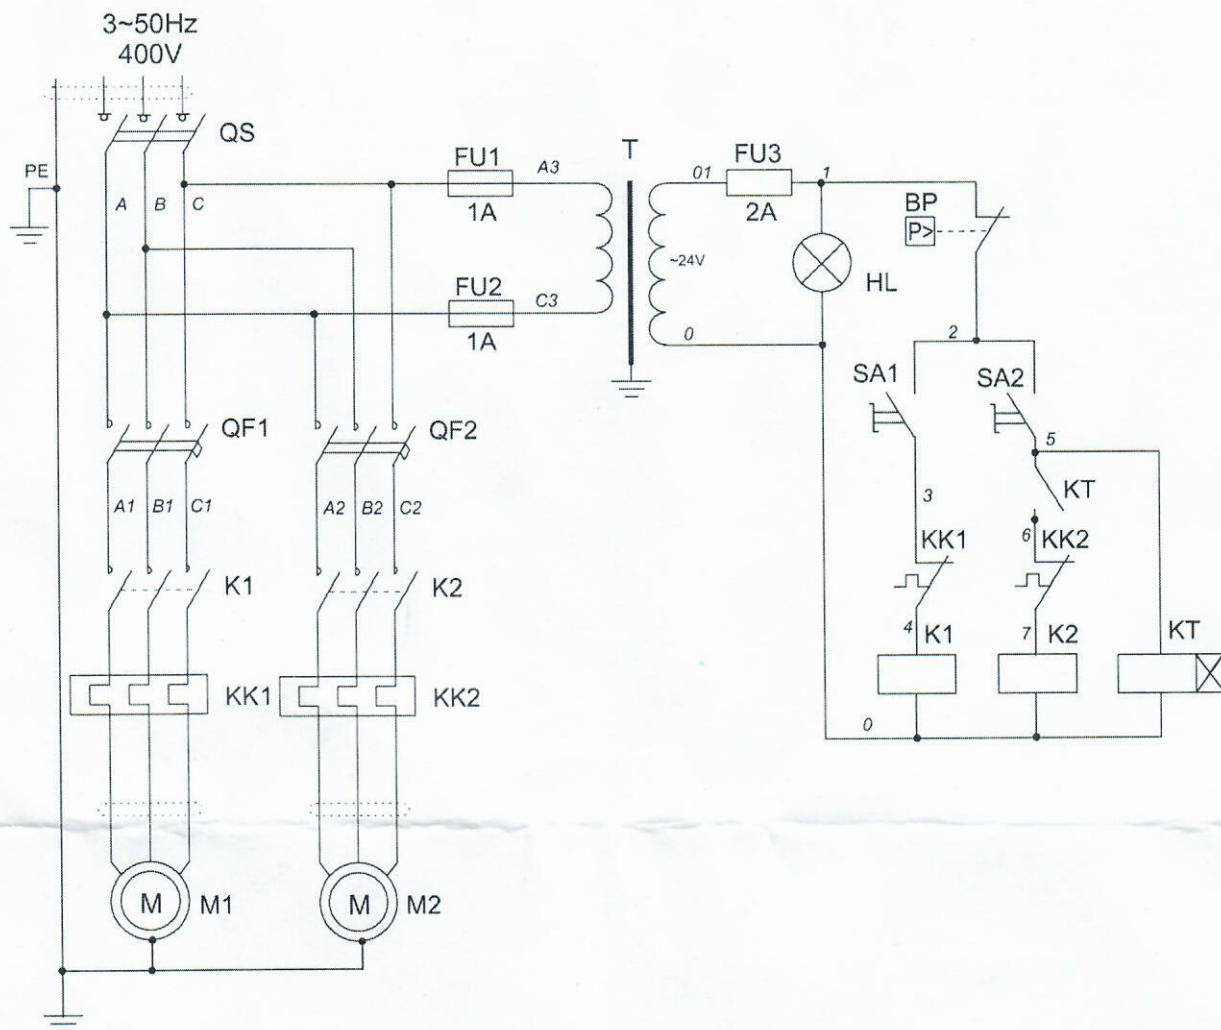 3~50Hz
400V
QS
PE
A B C
FU1
1A
A3
T
01
FU3
2A
1
BP
P>
FU2
1A
C3
~24V
0
HL
2
SA1
SA2
QF1
QF2
5
A1 B1 C1
A2 B2 C2
3
KT
6
KK1
KK2
K1
K2
4
K1
7
K2
KT
KK1
KK2
0
M
M1
M
M2